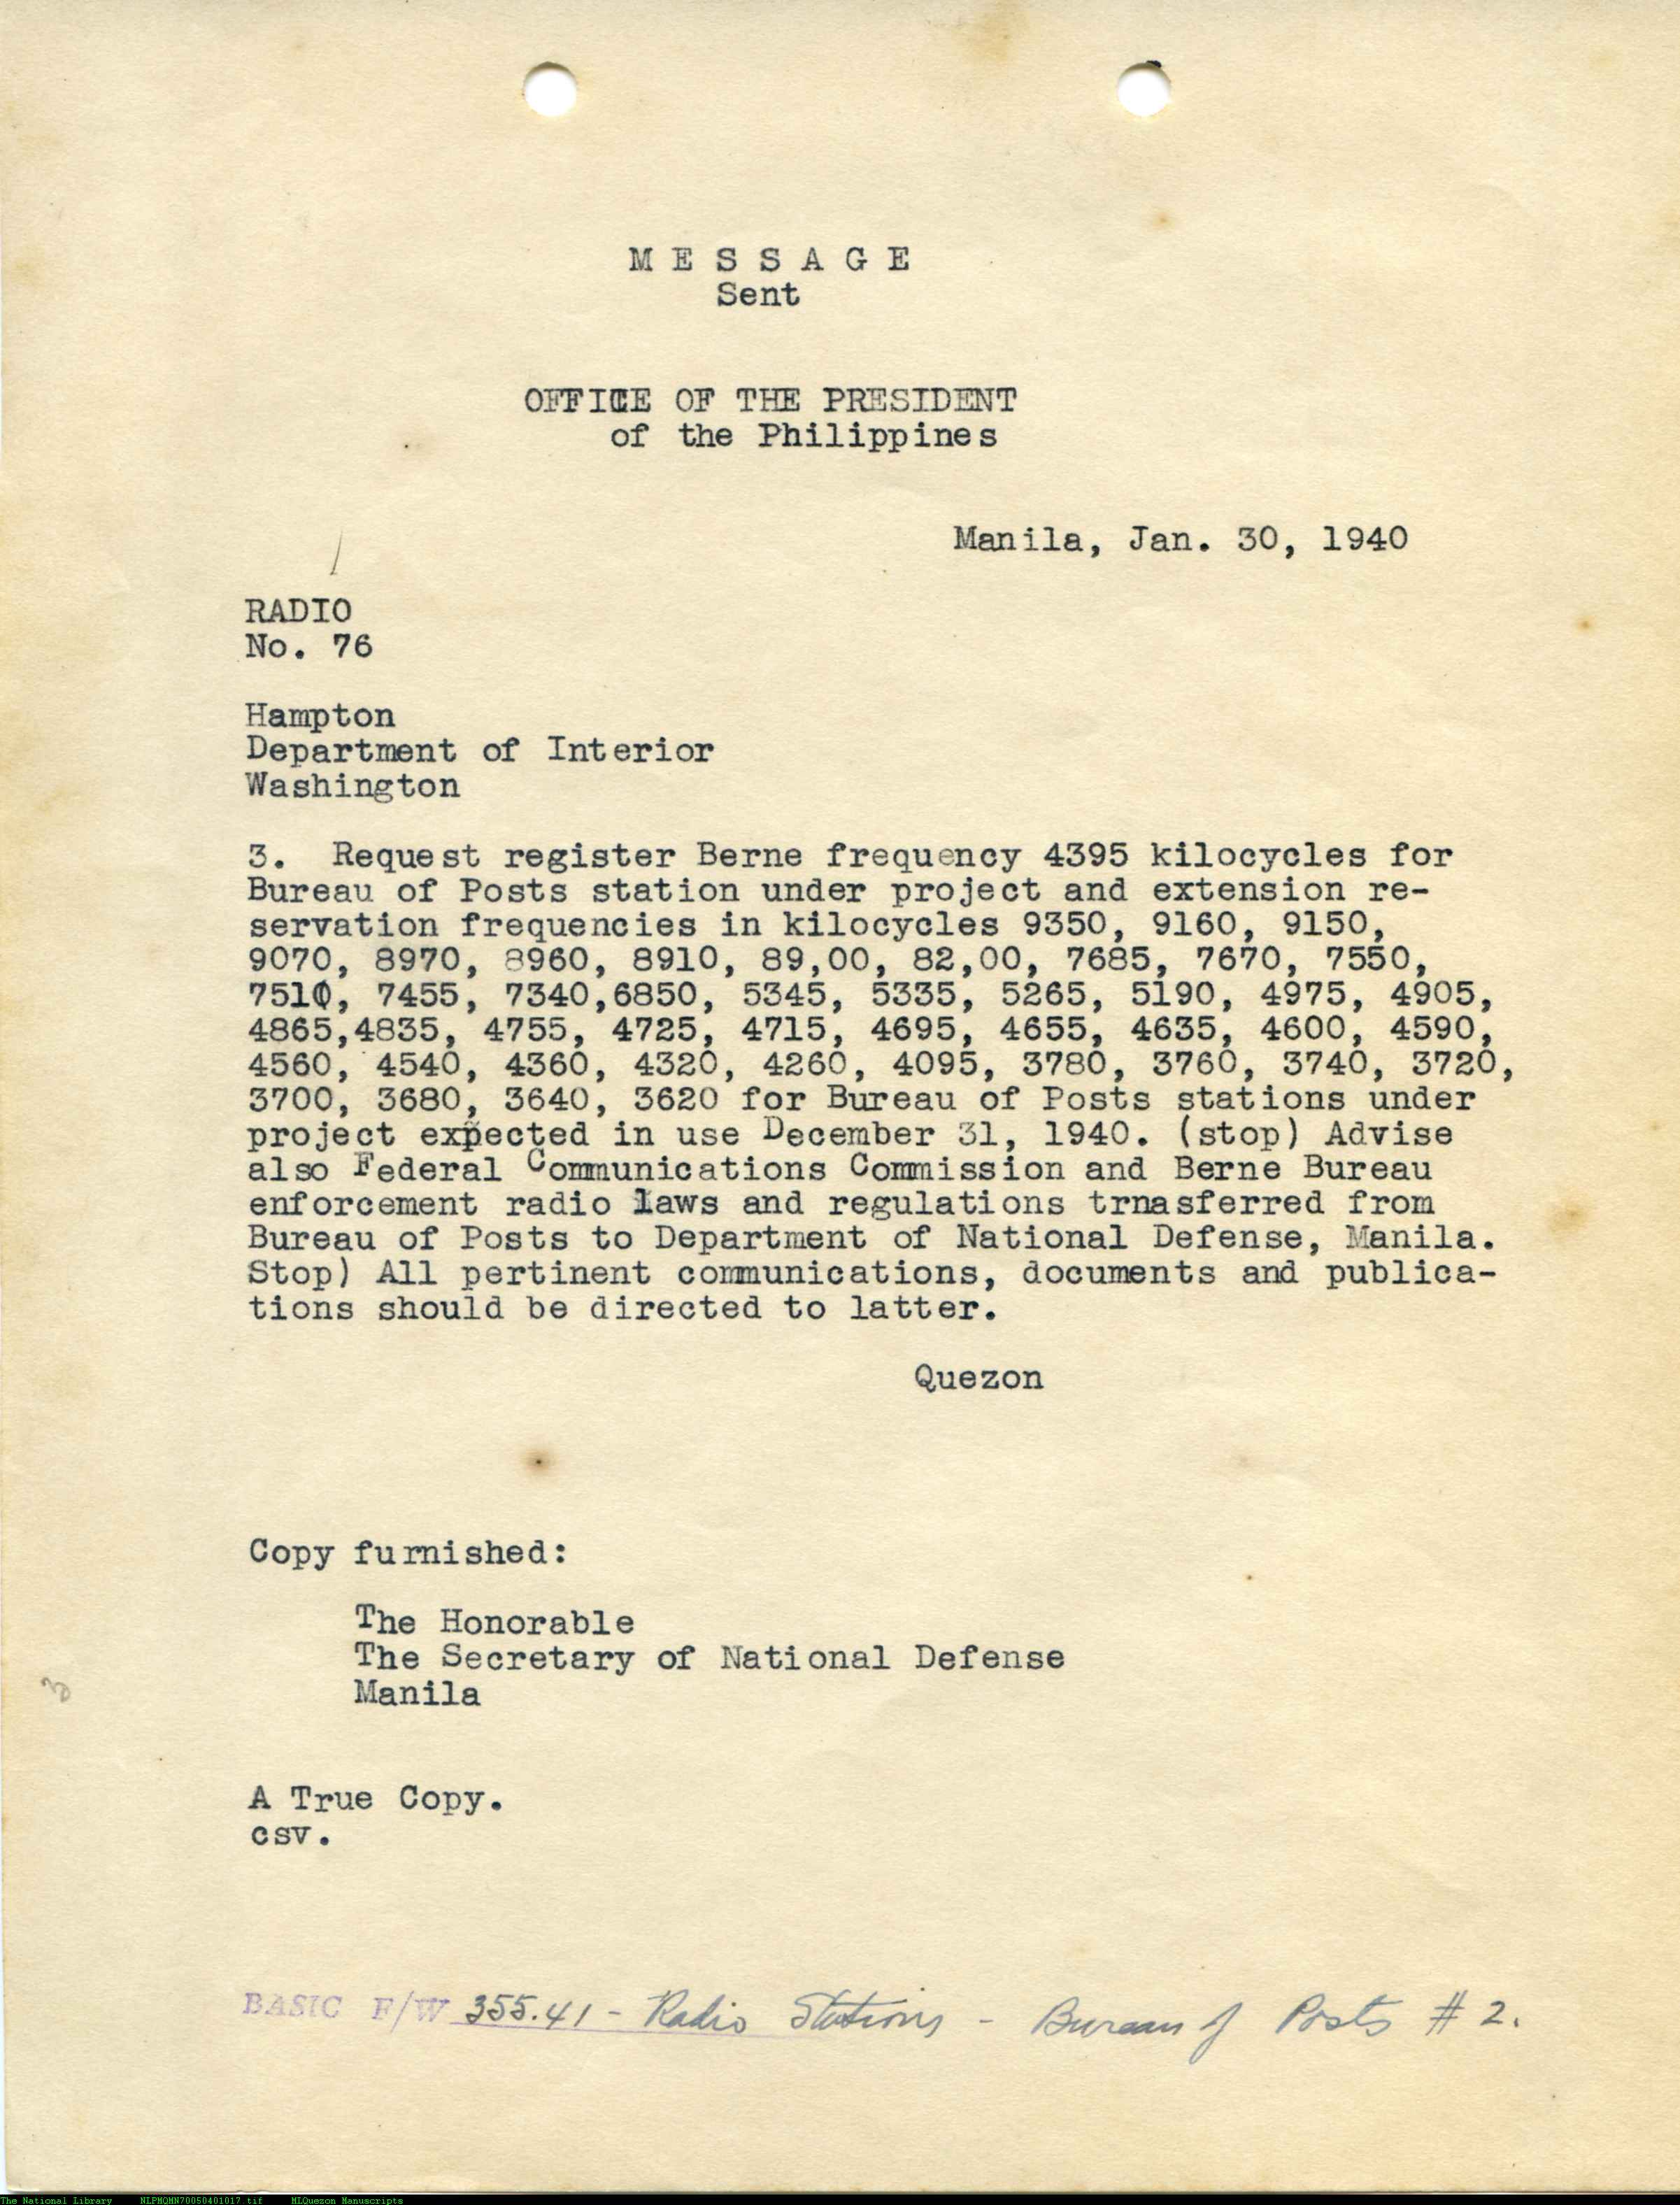 M E S S A G E
Sent
OFFICE OF THE PRESIDENT
of the Philippines
Manila, Jan. 30, 1940
RADIO
No. 76
Hampton
Department of Interior
Washington
3. Request register Berne frequency 4395 kilocycles for
Bureau of Posts station under project and extension re-
servation frequencies in kilocycles 9350, 9160, 9150,
9070, 8970, 8960, 8910, 89,00, 82,00, 7685, 7670, 7550,
7510, 7455, 7340,6850, 5345, 5335, 5265, 5190, 4975, 4905,
4865,4835, 4755, 4725, 4715, 4695, 4655, 4635, 4600, 4590,
4560, 4540, 4360, 4320, 4260, 4095, 3780, 3760, 3740, 3720,
3700, 3680, 3640, 3620 for Bureau of Posts stations under
project expected in use December 31, 1940. (stop) Advise
also Federal Communications Commission and Berne Bureau
enforcement radio laws and regulations trnasferred from
Bureau of Posts to Department of National Defense, Manila.
Stop) All pertinent communications, documents and publica-
tions should be directed to latter.
Quezon
Copy furnished:
The Honorable
The Secretary of National Defense
Manila
A True Copy.
csv.
BASIC F/W 355.41 - Radio Stations - Bureau of Posts # 2.
The National Library NLPMQMN70050401017.tif MLQuezon Manuscripts